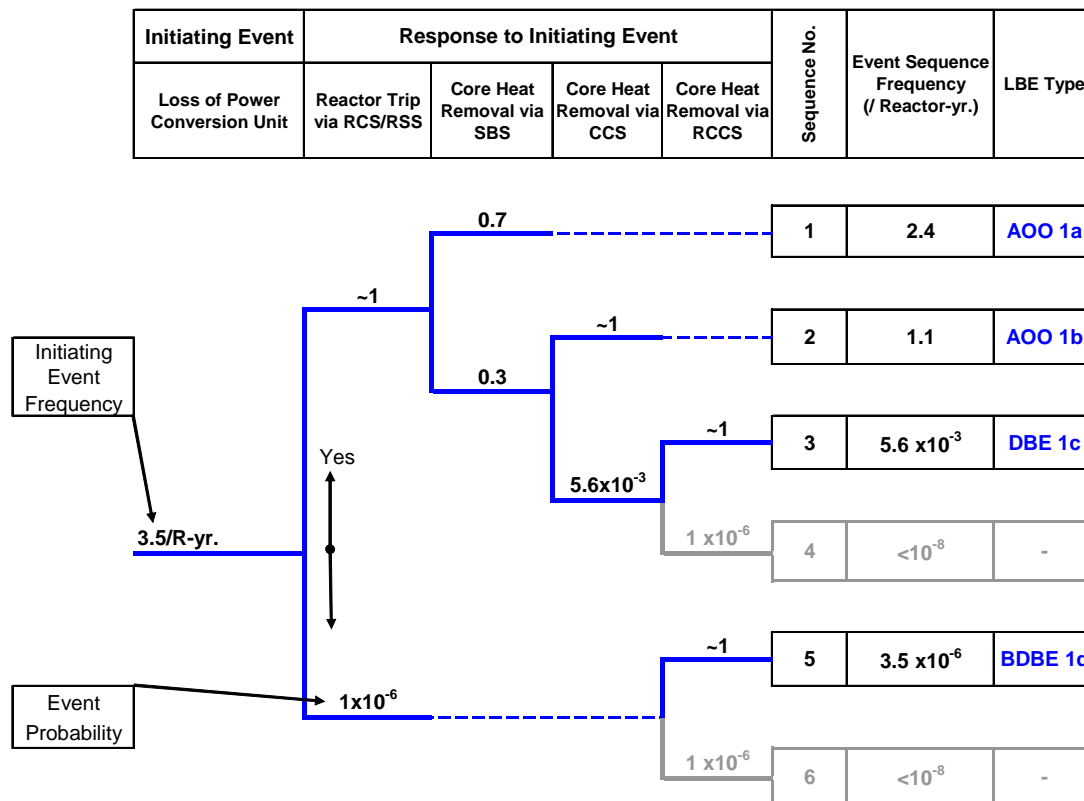 Initiating Event
Response to Initiating Event
Sequence No.
Event Sequence
Frequency
(/ Reactor-yr.)
LBE Type
Loss of Power
Conversion Unit
Reactor Trip
via RCS/RSS
Core Heat
Removal via
SBS
Core Heat
Removal via
CCS
Core Heat
Removal via
RCCS
0.7
1
2.4
AOO 1a
~1
~1
2
1.1
AOO 1b
Initiating
Event
Frequency
0.3
~1
3
5.6 x10⁻³
DBE 1c
Yes
5.6x10⁻³
3.5/R-yr.
1 x10⁻⁶
4
<10⁻⁸
-
~1
5
3.5 x10⁻⁶
BDBE 1d
Event
Probability
1x10⁻⁶
1 x10⁻⁶
6
<10⁻⁸
-